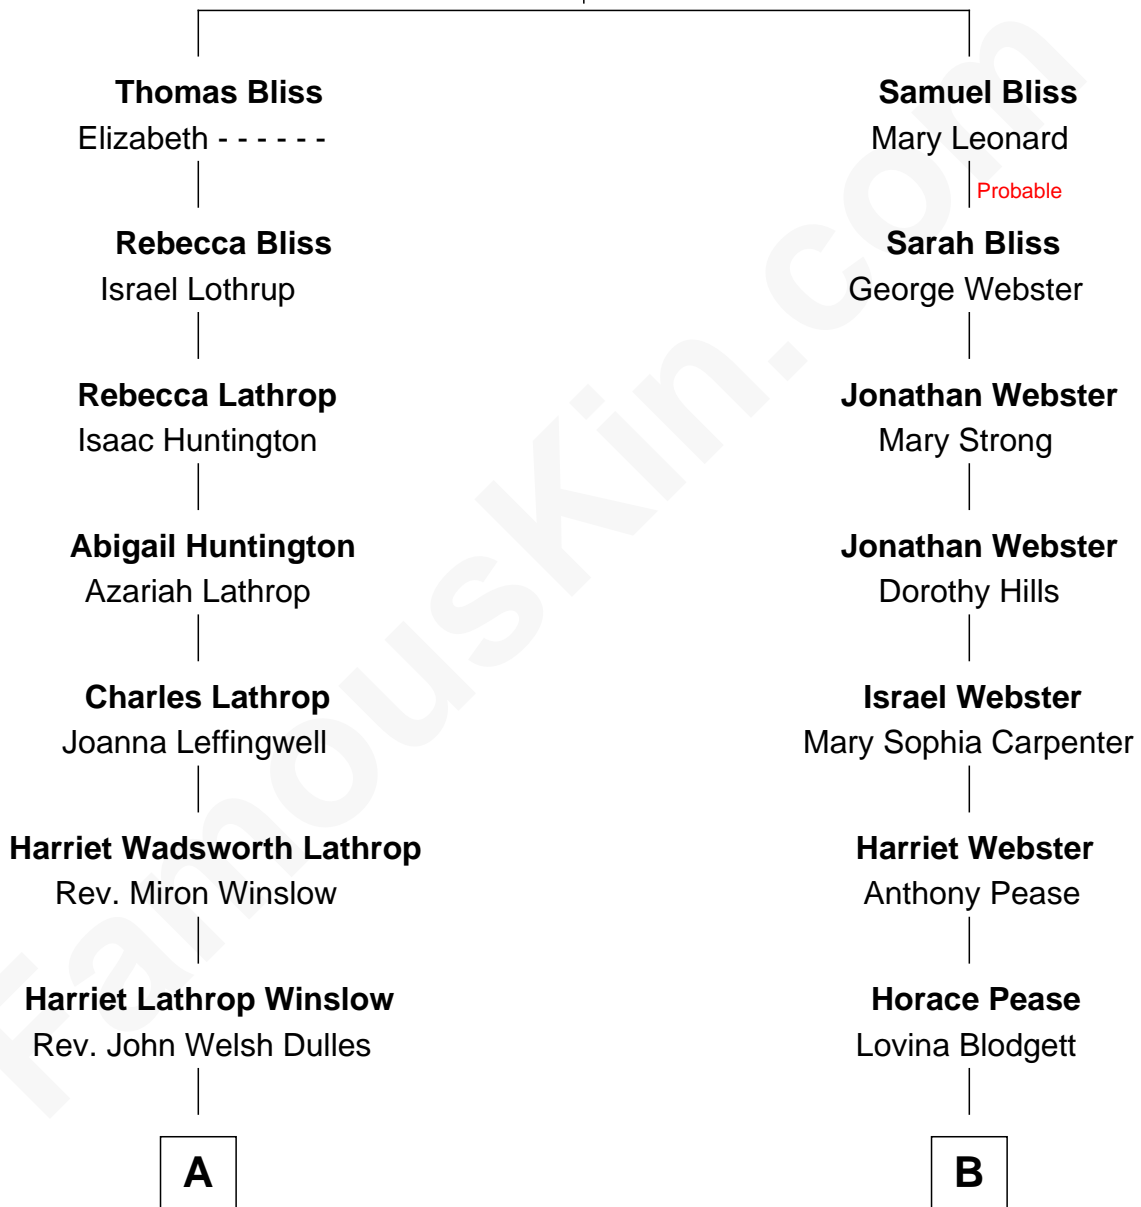 Thomas Bliss
Elizabeth - - - - - -
Samuel Bliss
Mary Leonard
Probable
Rebecca Bliss
Israel Lothrup
Sarah Bliss
George Webster
Rebecca Lathrop
Isaac Huntington
Jonathan Webster
Mary Strong
Abigail Huntington
Azariah Lathrop
Jonathan Webster
Dorothy Hills
Charles Lathrop
Joanna Leffingwell
Israel Webster
Mary Sophia Carpenter
Harriet Wadsworth Lathrop
Rev. Miron Winslow
Harriet Webster
Anthony Pease
Harriet Lathrop Winslow
Rev. John Welsh Dulles
Horace Pease
Lovina Blodgett
A
B
FamousKin.com